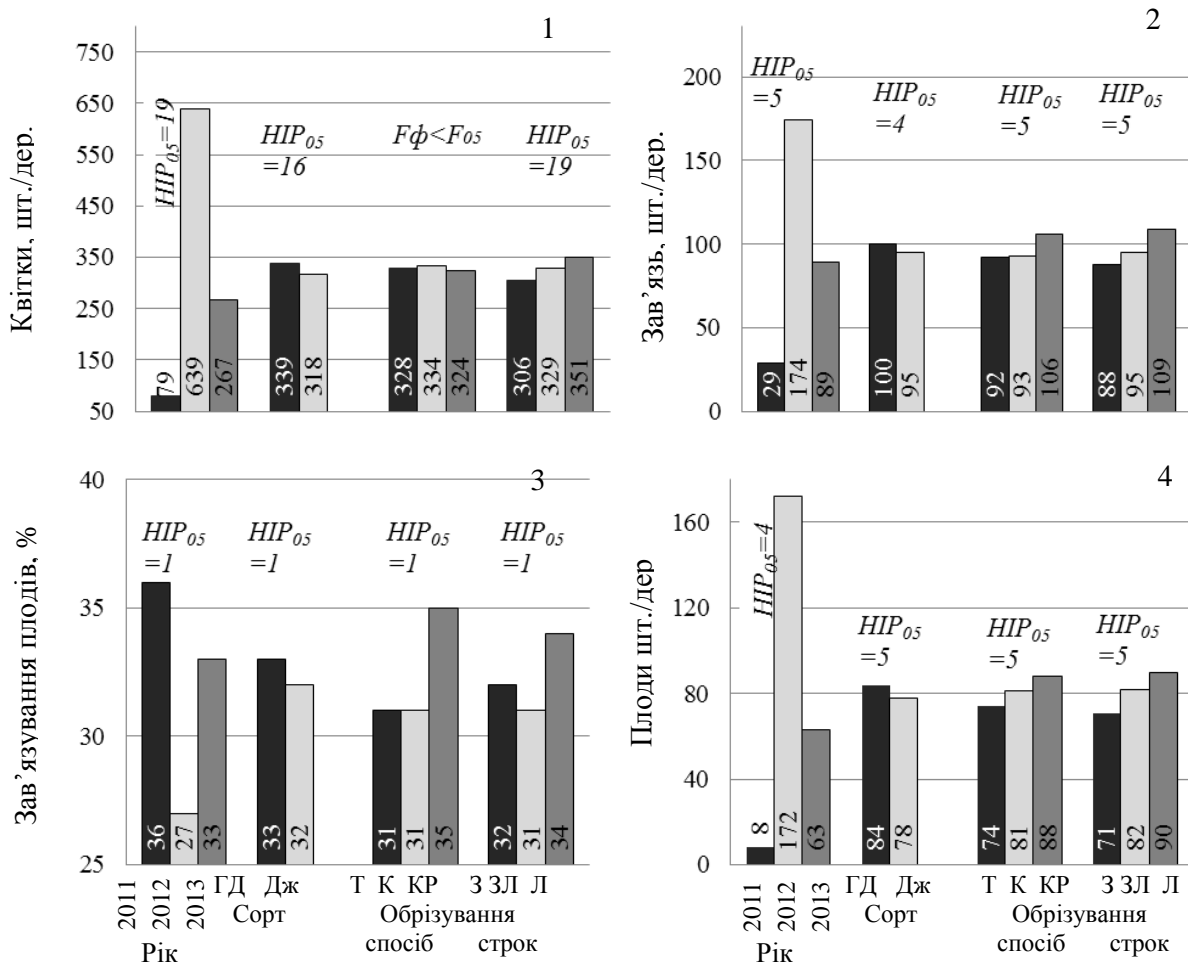 1
Квітки, шт./дер.
750
650
550
450
350
250
150
50
НІР05=19
НІР05
=16
Fф<F05
НІР05
=19
79
639
267
339
318
328
334
324
306
329
351
2
Зав’язь, шт./дер.
200
150
100
50
0
НІР05
=5
НІР05
=4
НІР05
=5
НІР05
=5
29
174
89
100
95
92
93
106
88
95
109
3
Зав’язування плодів, %
40
35
30
25
НІР05
=1
НІР05
=1
НІР05
=1
НІР05
=1
36
27
33
33
32
31
31
35
32
31
34
2011
2012
2013
ГД Дж
Т К КР
З ЗЛ Л
Сорт
Обрізування
спосіб строк
Рік
4
Плоди шт./дер
160
120
80
40
0
НІР05=4
НІР05
=5
НІР05
=5
НІР05
=5
8
172
63
84
78
74
81
88
71
82
90
2011
2012
2013
ГД Дж
Т К КР
З ЗЛ Л
Сорт
Обрізування
спосіб строк
Рік